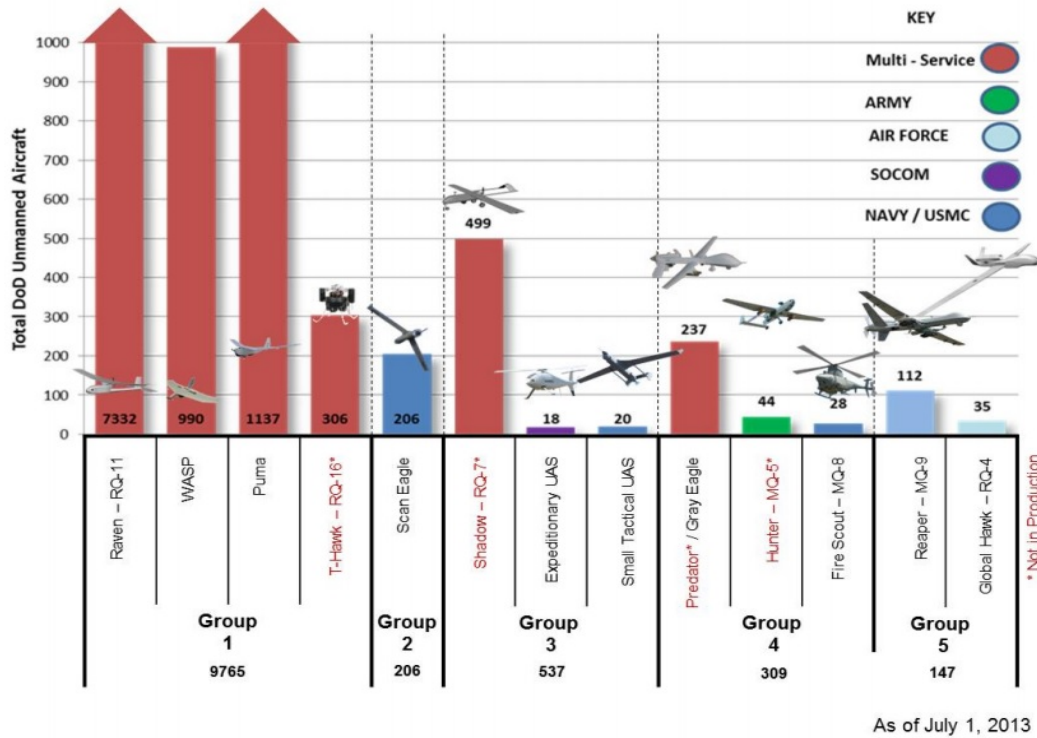 KEY
Multi - Service
ARMY
AIR FORCE
SOCOM
NAVY / USMC
Total DoD Unmanned Aircraft
1000
900
800
700
600
500
400
300
200
100
0
7332
990
1137
306
206
499
18
20
237
44
28
112
35
Raven – RQ-11
WASP
Puma
T-Hawk – RQ-16*
Scan Eagle
Shadow – RQ-7*
Expeditionary UAS
Small Tactical UAS
Predator* / Gray Eagle
Hunter – MQ-5*
Fire Scout – MQ-8
Reaper – MQ-9
Global Hawk – RQ-4
* Not in Production
Group
1
9765
Group
2
206
Group
3
537
Group
4
309
Group
5
147
As of July 1, 2013